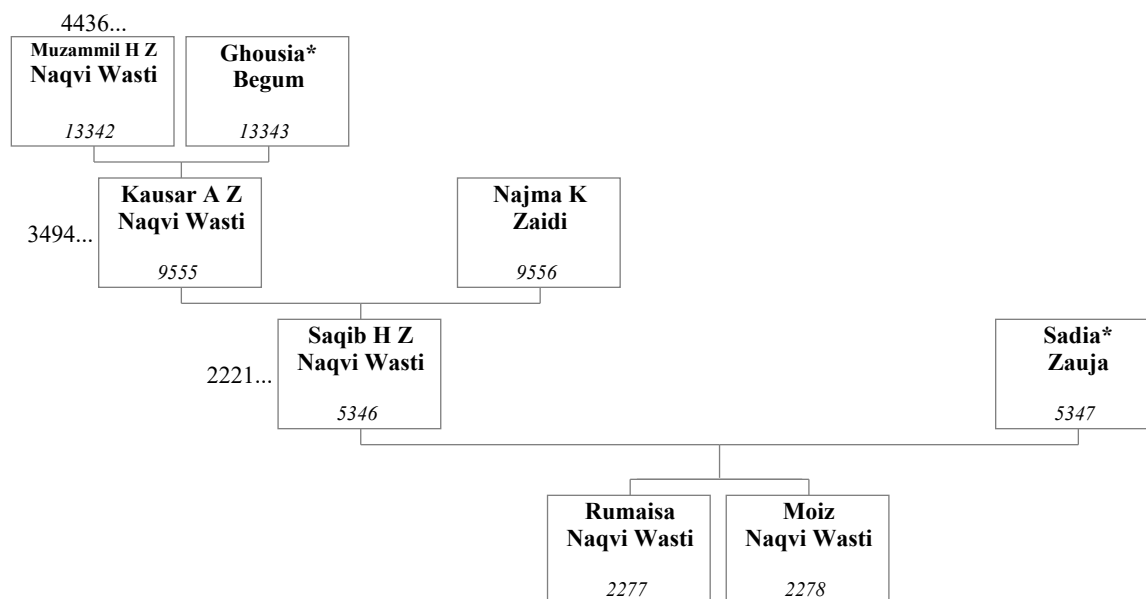 4436...
Muzammil H Z
Naqvi Wasti
13342
Ghousia*
Begum
13343
3494...
Kausar A Z
Naqvi Wasti
9555
Najma K
Zaidi
9556
2221...
Saqib H Z
Naqvi Wasti
5346
Sadia*
Zauja
5347
Rumaisa
Naqvi Wasti
2277
Moiz
Naqvi Wasti
2278